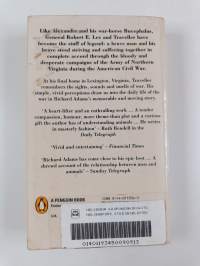 Like Alexander and his war-horse Bucephalus,
General Robert E. Lee and Traveller have
become the stuff of legend: a brave man and his
brave steed striving and suffering together in
complete accord through the bloody and
desperate campaigns of the Army of Northern
Virginia during the American Civil War.
At his final home in Lexington, Virginia, Traveller
remembers the sights, sounds and smells of war. His
simple, vivid perceptions draw us into the daily life of the
war in Richard Adams's memorable and moving story.
'A heart-filler and an enthralling work ... A tender
compassion, humour, more theme than plot and a curious
gift the author has of understanding animals ... He writes
in masterly fashion' – Ruth Rendell in the
Daily Telegraph
'Vivid and entertaining' – Financial Times
'Richard Adams has come close to his epic best ... A
shrewd account of the relationship between men and
animals' – Sunday Telegraph
A PENGUIN BOOK